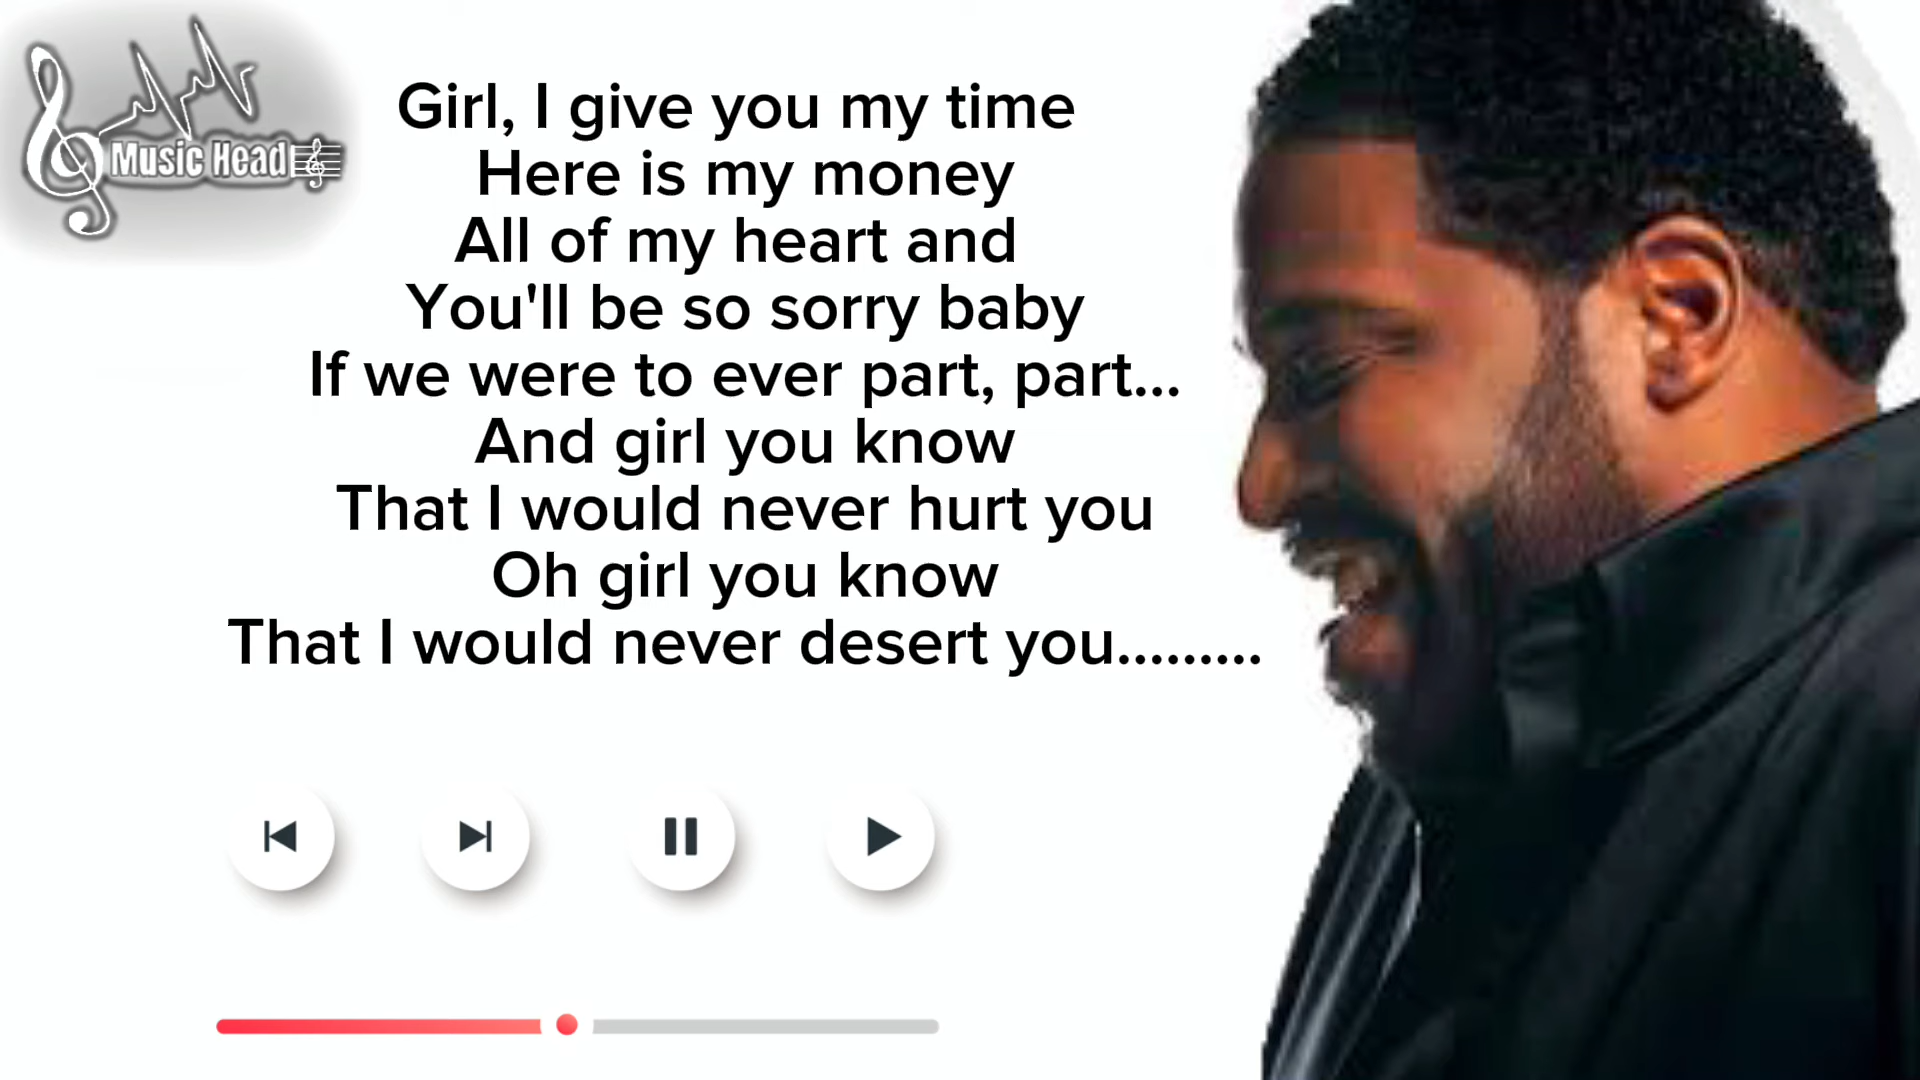 Music Head
Girl, I give you my time
Here is my money
All of my heart and
You'll be so sorry baby
If we were to ever part, part...
And girl you know
That I would never hurt you
Oh girl you know
That I would never desert you.........